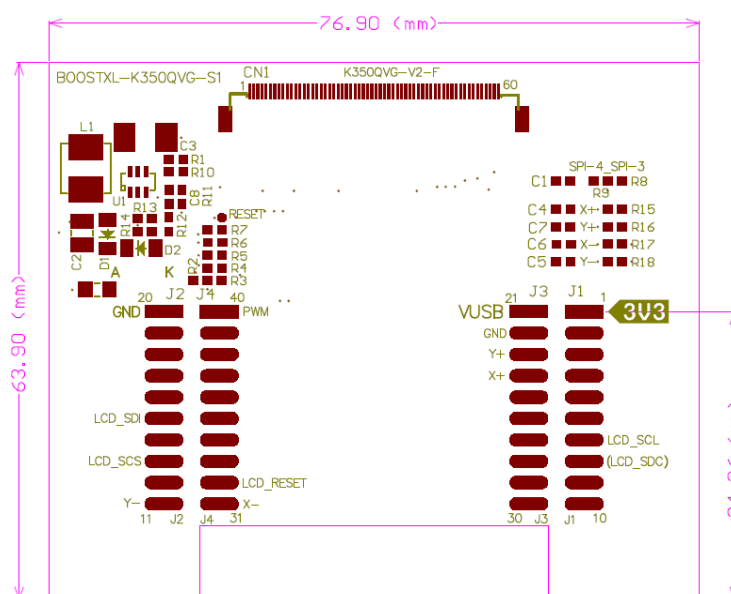 76.90 (mm)
BOOSTXL-K350QVG-S1
CN1
K350QVG-V2-F
1
60
L1
C3
R1
R10
U1
C8
R11
R13
R14
R12
RESET
R7
R6
R5
R4
R3
R2
C2
D1
D2
A
K
SPI-4_SPI-3
C1
R8
R9
C4 X+ R15
C7 Y+ R16
C6 X- R17
C5 Y- R18
63.90 (mm)
20 J2 J4 40
GND
PWM
21 J3 J1 1
VUSB
3V3
GND
Y+
X+
LCD_SDI
LCD_SCL
LCD_SCS
(LCD_SDC)
LCD_RESET
Y-
X-
11 J2 J4 31
30 J3 J1 10